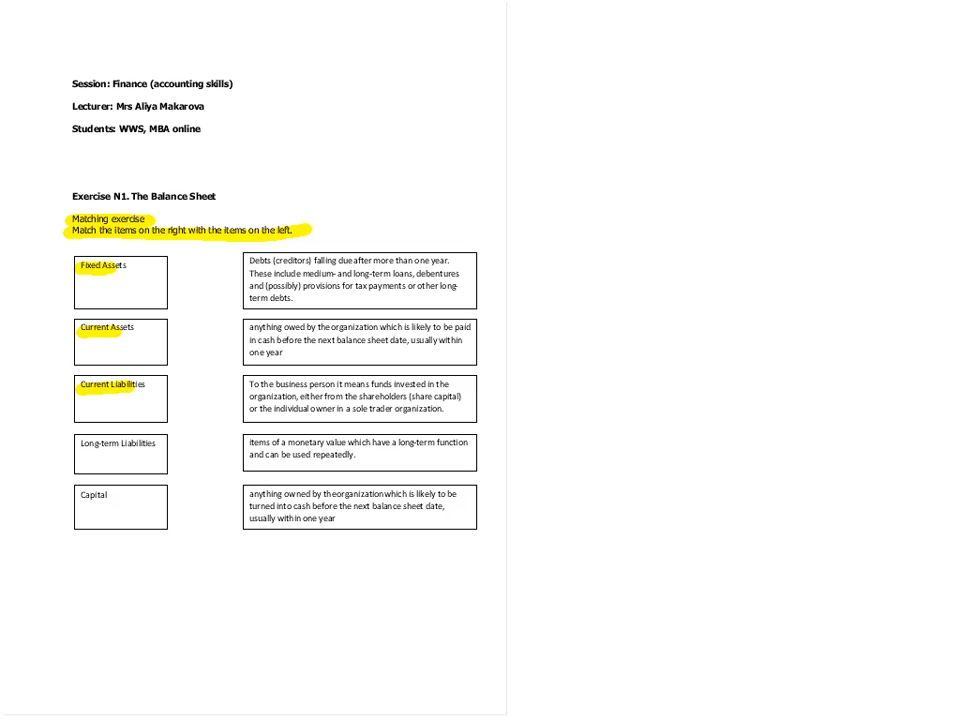 Session: Finance (accounting skills)
Lecturer: Mrs Aliya Makarova
Students: WWS, MBA online
Exercise N1. The Balance Sheet
Matching exercise
Match the items on the right with the items on the left.
Fixed Assets
Debts (creditors) falling due after more than one year.
These include medium- and long-term loans, debentures
and (possibly) provisions for tax payments or other long-
term debts.
Current Assets
anything owed by the organization which is likely to be paid
in cash before the next balance sheet date, usually within
one year
Current Liabilities
To the business person it means funds invested in the
organization, either from the shareholders (share capital)
or the individual owner in a sole trader organization.
Long-term Liabilities
items of a monetary value which have a long-term function
and can be used repeatedly.
Capital
anything owned by the organization which is likely to be
turned into cash before the next balance sheet date,
usually within one year